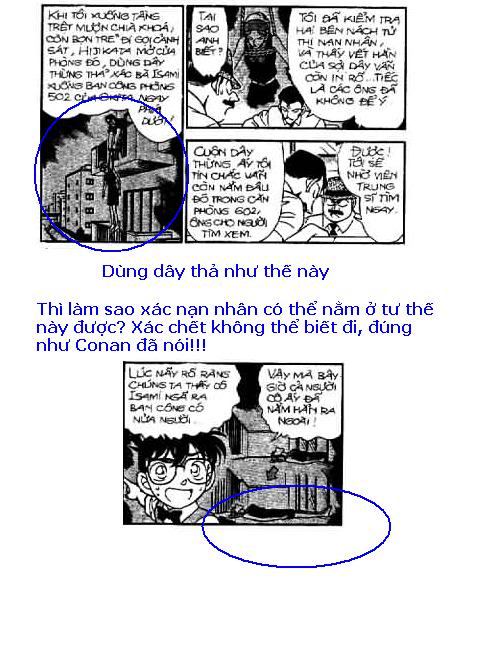 KHI TÔI XUỐNG TẦNG
TRỆT MƯỢN CHÌA KHOÁ,
CÒN BỌN TRẺ ĐI GỌI CẢNH
SÁT, HIJIKATA MỞ CỬA
PHÒNG ĐÓ, DÙNG DÂY
THỪNG THẢ XÁC BÀ ISAMI
XUỐNG BAN CÔNG PHÒNG
502 CỦA OKITA NGAY
PHÍA
DƯỚI!
TẠI
SAO
ANH
BIẾT?
TÔI ĐÃ KIỂM TRA
HAI BÊN NÁCH TỬ
THI NẠN NHÂN,
VÀ THẤY VẾT HẰN
CỦA SỢI DÂY VẪN
CÒN IN RÕ... TIẾC
LÀ CÁC ÔNG ĐÃ
KHÔNG ĐỂ Ý
CUỘN DÂY
THỪNG ẤY TÔI
TIN CHẮC VẪN
CÒN NẰM ĐÂU
ĐÓ TRONG CĂN
PHÒNG 602,
ÔNG CHO NGƯỜI
TÌM XEM.
ĐƯỢC!
TÔI SẼ
NHỜ VIÊN
TRUNG
SĨ TÌM
NGAY.
Dùng dây thả như thế này
Thì làm sao xác nạn nhân có thể nằm ở tư thế
này được? Xác chết không thể biết đi, đúng
như Conan đã nói!!!
LÚC NÃY RÕ RÀNG
CHÚNG TA THẤY CÔ
ISAMI NGÃ RA
BAN CÔNG CÓ
NỬA NGƯỜI...
VẬY MÀ BÂY
GIỜ CẢ NGƯỜI
CÔ ẤY ĐÃ
NẰM HẲN RA
NGOÀI!